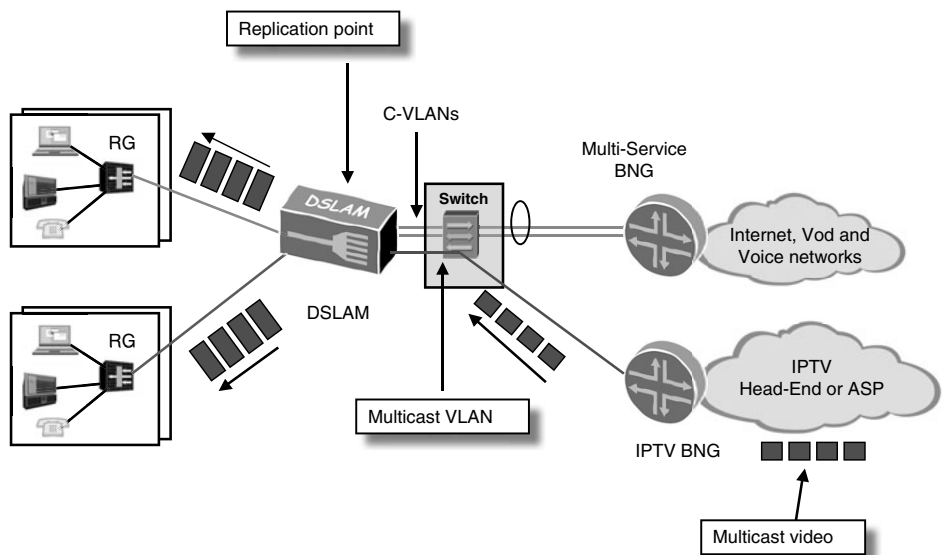 Replication point
C-VLANs
RG
Multi-Service
BNG
Switch
DSLAM
Internet, Vod and
Voice networks
RG
DSLAM
IPTV
Head-End or ASP
Multicast VLAN
IPTV BNG
Multicast video